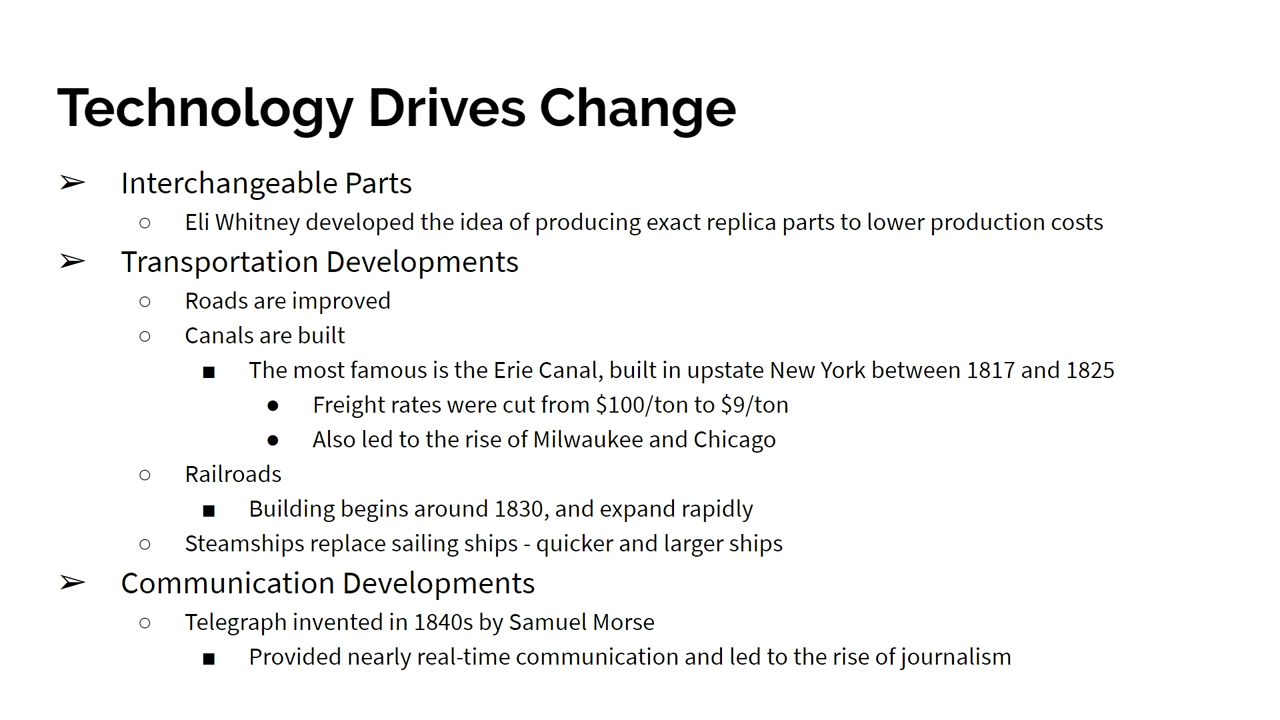 Technology Drives Change
➢ Interchangeable Parts
○ Eli Whitney developed the idea of producing exact replica parts to lower production costs
➢ Transportation Developments
○ Roads are improved
○ Canals are built
■ The most famous is the Erie Canal, built in upstate New York between 1817 and 1825
● Freight rates were cut from $100/ton to $9/ton
● Also led to the rise of Milwaukee and Chicago
○ Railroads
■ Building begins around 1830, and expand rapidly
○ Steamships replace sailing ships - quicker and larger ships
➢ Communication Developments
○ Telegraph invented in 1840s by Samuel Morse
■ Provided nearly real-time communication and led to the rise of journalism